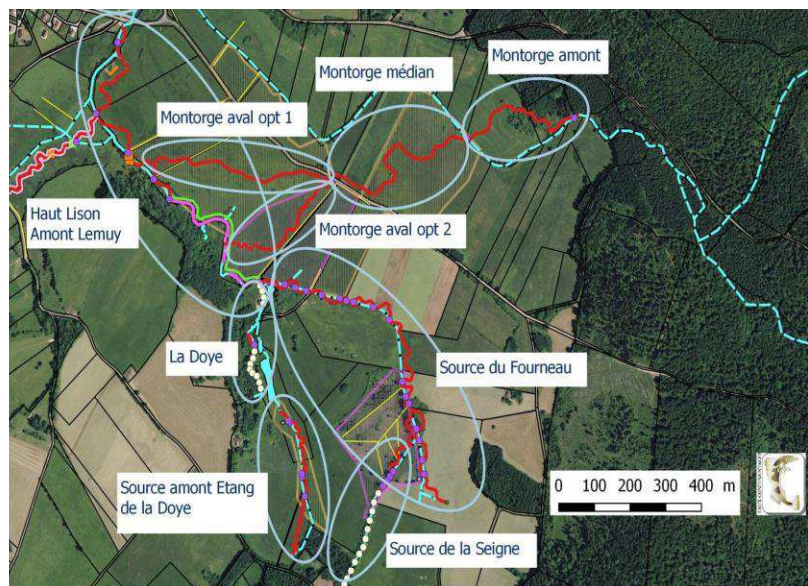 Montorge amont
Montorge médian
Montorge aval opt 1
Haut Lison
Amont Lemuy
Montorge aval opt 2
La Doye
Source du Fourneau
Source amont Etang
de la Doye
Source de la Seigne
0 100 200 300 400 m